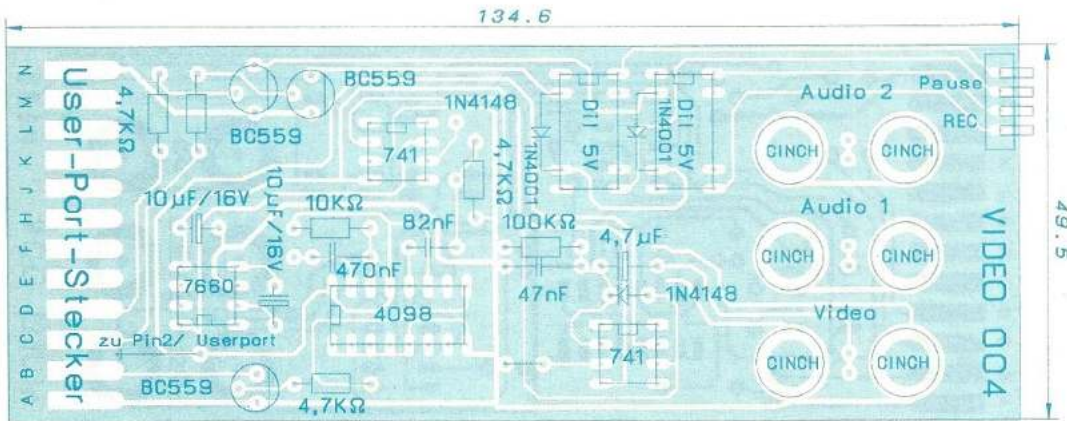 134.6
49.5
N
M
L
K
J
H
F
E
D
C
B
A
User-Port-Stecker
4,7KΩ
BC559
BC559
1N4148
741
4,7KΩ
1N4001
Dil 5V
1N4001
Dil 5V
Pause
REC
Audio 2
CINCH
CINCH
10µF/16V
10µF/16V
10KΩ
82nF
100KΩ
4,7µF
Audio 1
CINCH
CINCH
470nF
47nF
1N4148
7660
4098
741
Video
CINCH
CINCH
zu Pin2/ Userport
BC559
4,7KΩ
VIDEO 004